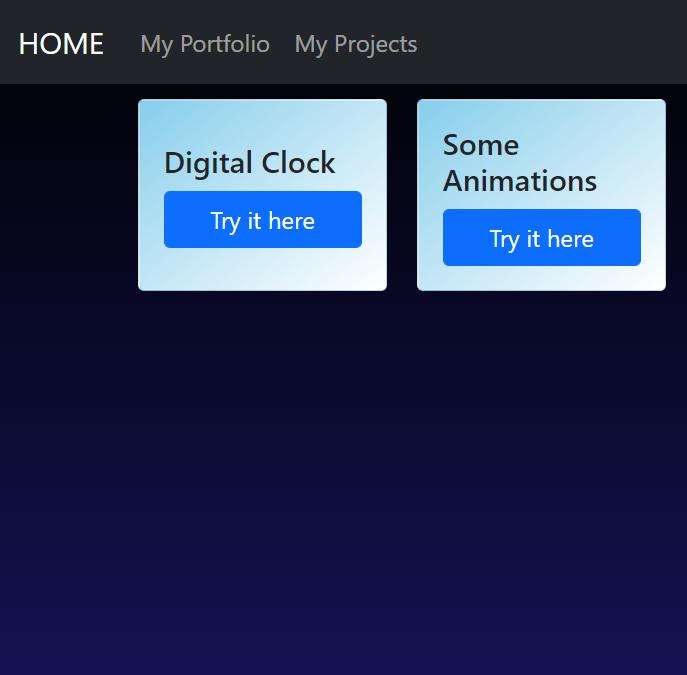 HOME My Portfolio My Projects
Digital Clock
Try it here
Some
Animations
Try it here